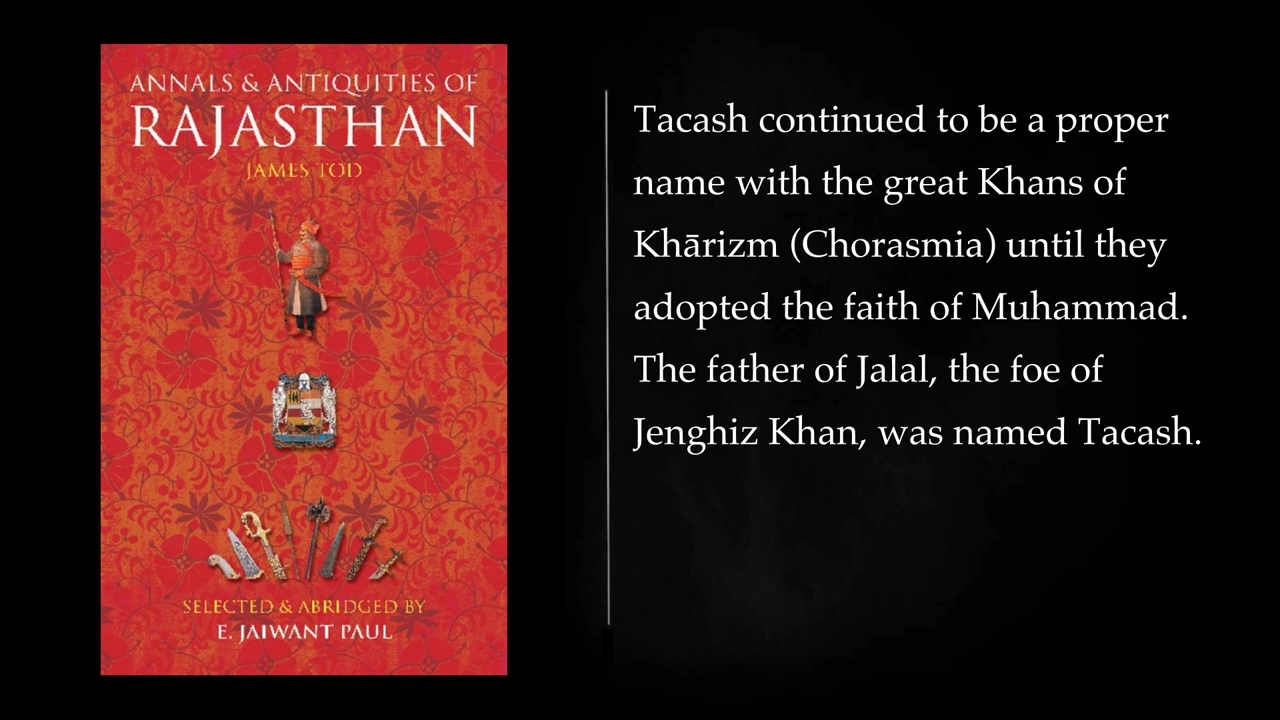 ANNALS & ANTIQUITIES OF
RAJASTHAN
JAMES TOD
SELECTED & ABRIDGED BY
E. JAIWANT PAUL
Tacash continued to be a proper
name with the great Khans of
Khārizm (Chorasmia) until they
adopted the faith of Muhammad.
The father of Jalal, the foe of
Jenghiz Khan, was named Tacash.